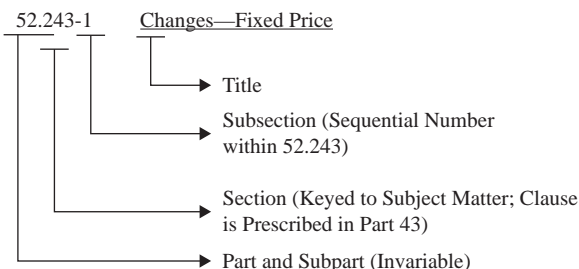 52.243-1 Changes—Fixed Price
Title
Subsection (Sequential Number
within 52.243)
Section (Keyed to Subject Matter; Clause
is Prescribed in Part 43)
Part and Subpart (Invariable)